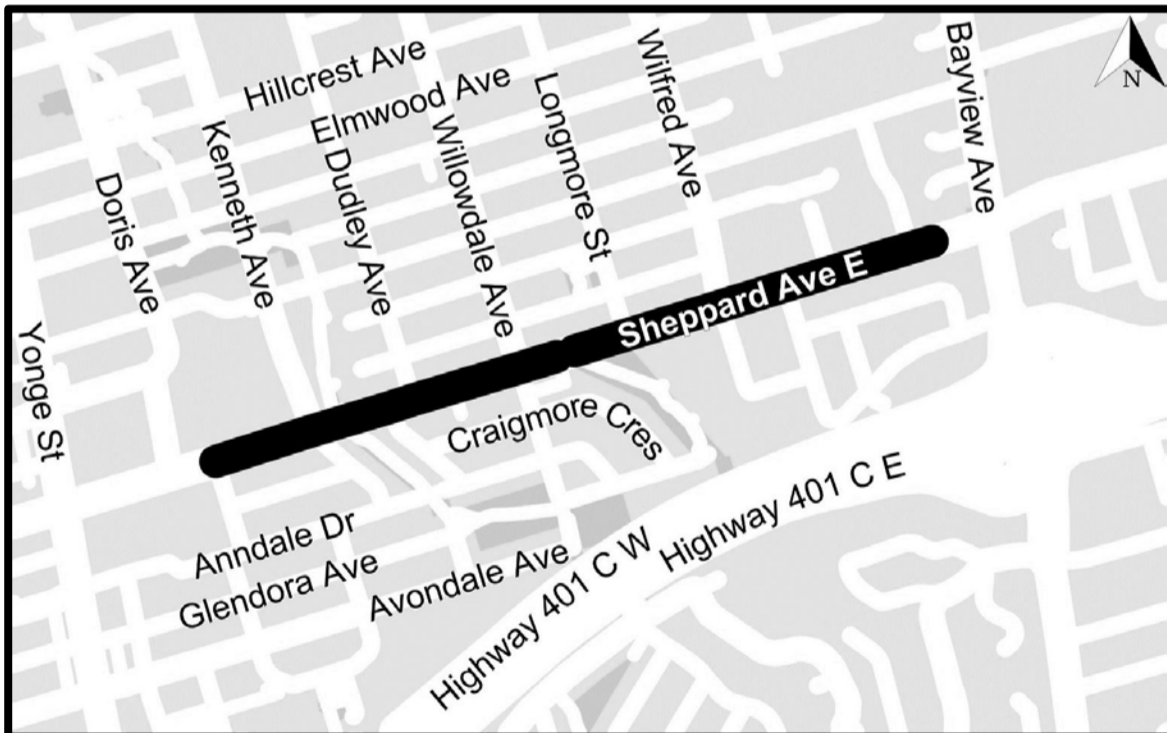 Hillcrest Ave
Elmwood Ave
Kenneth Ave
Doris Ave
Dudley Ave
Willowdale Ave
Longmore St
Wilfred Ave
Bayview Ave
N
Yonge St
Sheppard Ave E
Craigmore Cres
Anndale Dr
Glendora Ave
Avondale Ave
Highway 401 C W
Highway 401 C E